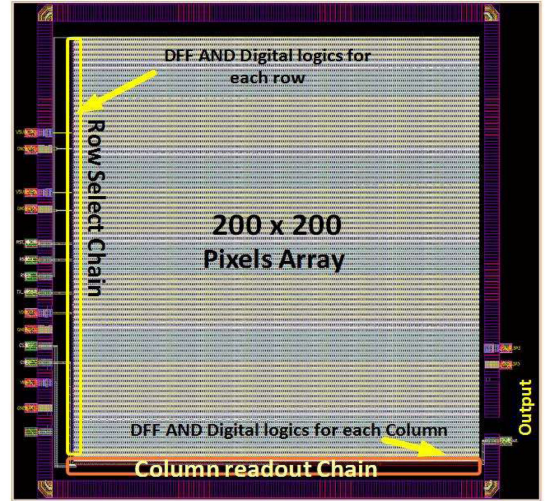 DFF AND Digital logics for
each row
Row Select Chain
200 x 200
Pixels Array
DFF AND Digital logics for each Column
Column readout Chain
Output